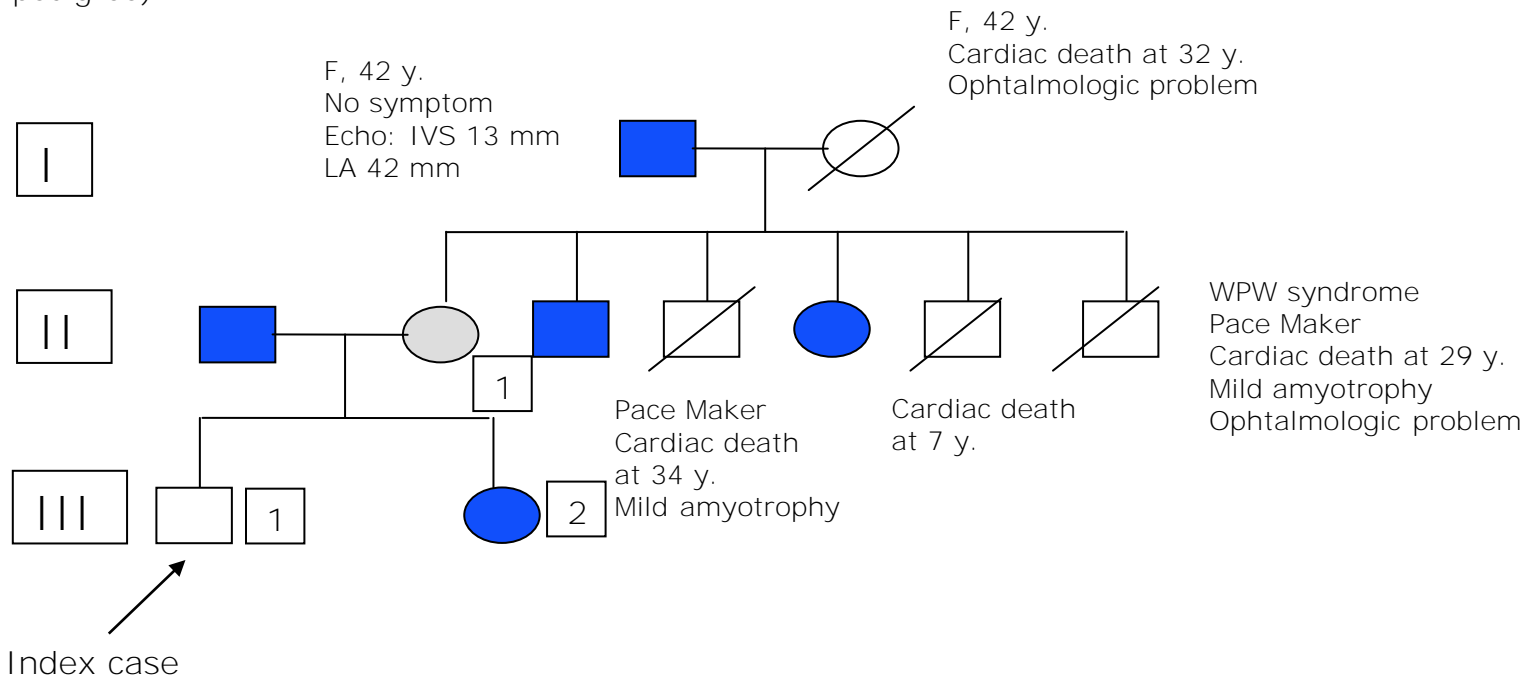 F, 42 y.
Cardiac death at 32 y.
Ophtalmologic problem
F, 42 y.
No symptom
Echo: IVS 13 mm
LA 42 mm
I
II
1
WPW syndrome
Pace Maker
Cardiac death at 29 y.
Mild amyotrophy
Ophtalmologic problem
Pace Maker
Cardiac death
at 34 y.
Mild amyotrophy
Cardiac death
at 7 y.
III
1
2
Index case